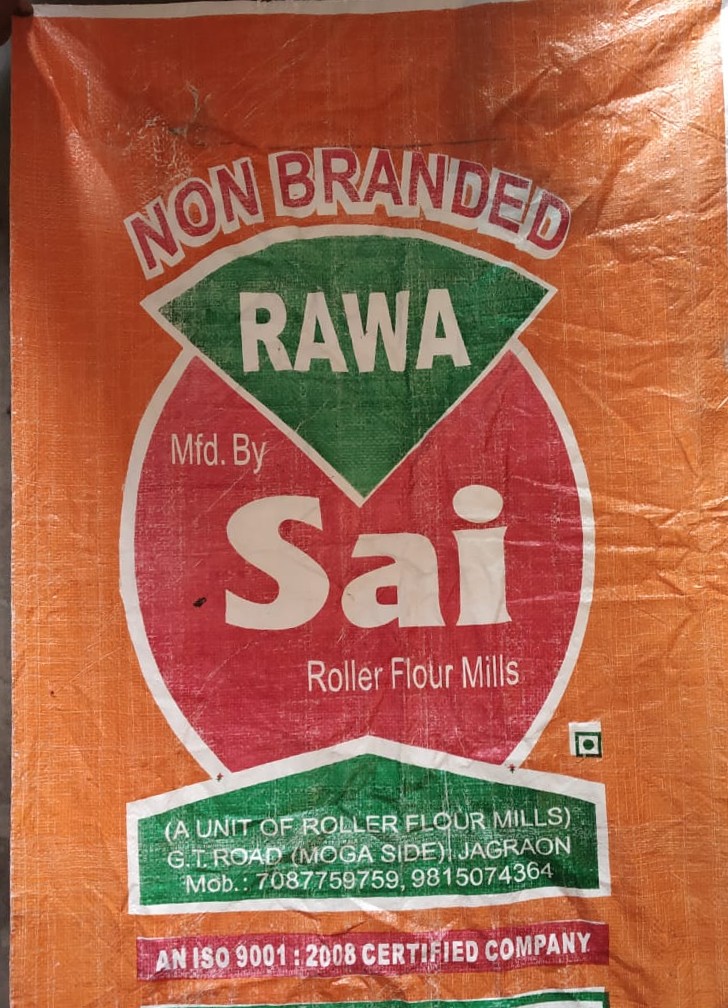 NON BRANDED
RAWA
Mfd. By
Sai
Roller Flour Mills
(A UNIT OF ROLLER FLOUR MILLS)
G.T. ROAD (MOGA SIDE), JAGRAON
Mob.: 7087759759, 9815074364
AN ISO 9001 : 2008 CERTIFIED COMPANY